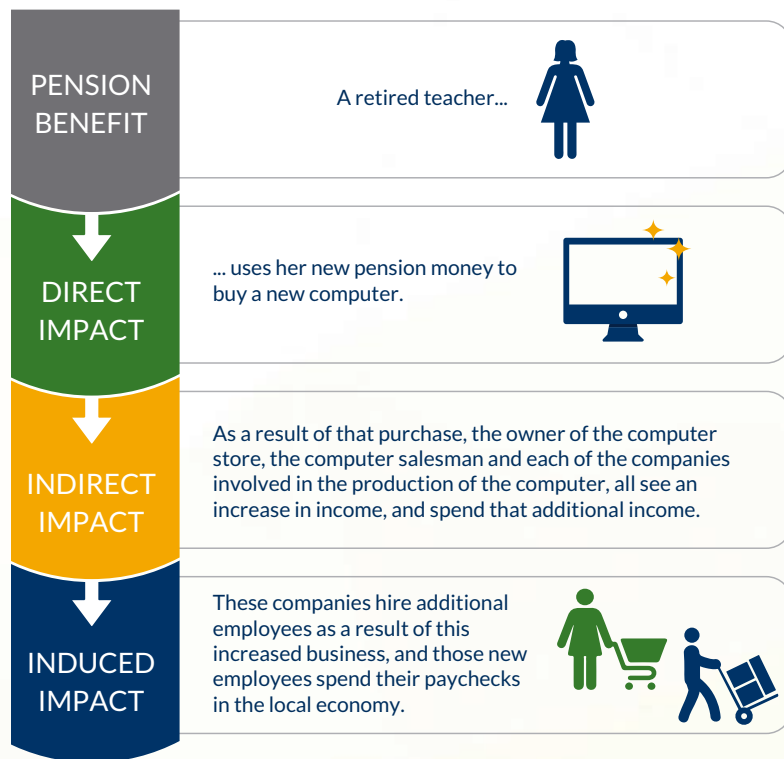 PENSION
BENEFIT
A retired teacher...
DIRECT
IMPACT
... uses her new pension money to
buy a new computer.
INDIRECT
IMPACT
As a result of that purchase, the owner of the computer
store, the computer salesman and each of the companies
involved in the production of the computer, all see an
increase in income, and spend that additional income.
INDUCED
IMPACT
These companies hire additional
employees as a result of this
increased business, and those new
employees spend their paychecks
in the local economy.